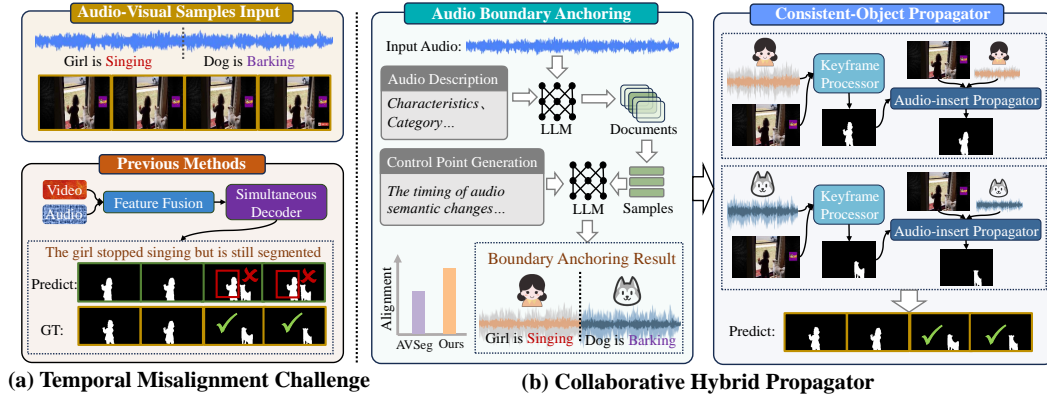 Audio-Visual Samples Input
Girl is Singing
Dog is Barking
Previous Methods
Video
Audio
Feature Fusion
Simultaneous
Decoder
The girl stopped singing but is still segmented
Predict:
GT:
(a) Temporal Misalignment Challenge
Audio Boundary Anchoring
Input Audio:
Audio Description
Characteristics、
Category…
LLM
Documents
Control Point Generation
The timing of audio
semantic changes…
LLM
Samples
Alignment
AVSeg
Ours
Boundary Anchoring Result
Girl is Singing
Dog is Barking
Consistent-Object Propagator
Keyframe
Processor
Audio-insert Propagator
Keyframe
Processor
Audio-insert Propagator
Predict:
(b) Collaborative Hybrid Propagator